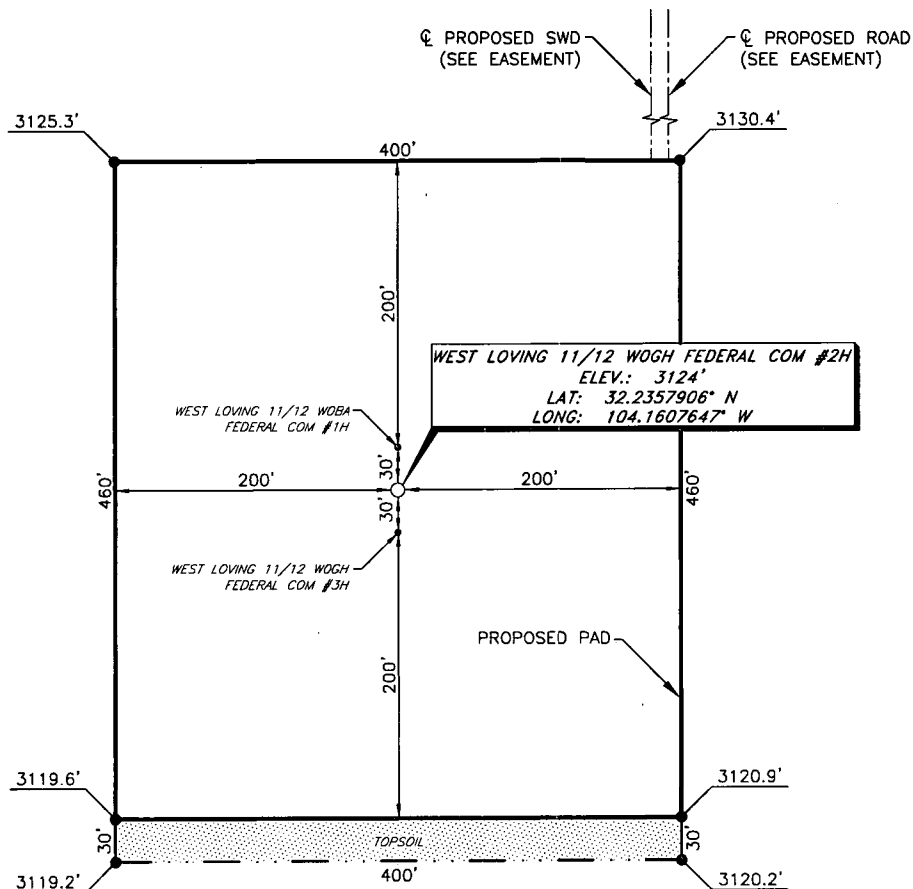 ℄ PROPOSED SWD
(SEE EASEMENT)
℄ PROPOSED ROAD
(SEE EASEMENT)
3125.3'
3130.4'
400'
200'
WEST LOVING 11/12 WOGH FEDERAL COM #2H
ELEV.: 3124'
LAT: 32.2357906° N
LONG: 104.1607647° W
WEST LOVING 11/12 WOBA
FEDERAL COM #1H
30'
460'
200'
200'
460'
30'
WEST LOVING 11/12 WOGH
FEDERAL COM #3H
200'
PROPOSED PAD
3119.6'
3120.9'
30'
TOPSOIL
30'
3119.2'
400'
3120.2'